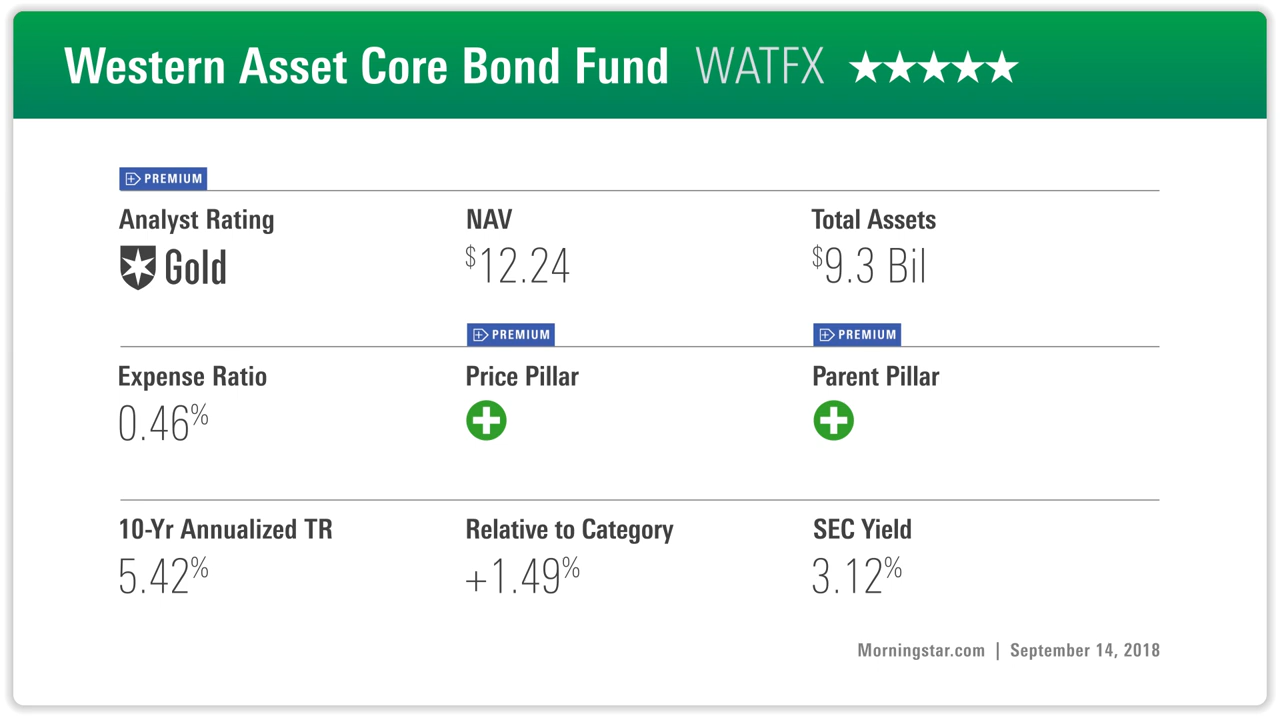 Western Asset Core Bond Fund WATFX ★★★★★
PREMIUM
Analyst Rating NAV Total Assets
Gold $12.24 $9.3 Bil
PREMIUM PREMIUM
Expense Ratio Price Pillar Parent Pillar
0.46%
10-Yr Annualized TR Relative to Category SEC Yield
5.42% +1.49% 3.12%
Morningstar.com | September 14, 2018